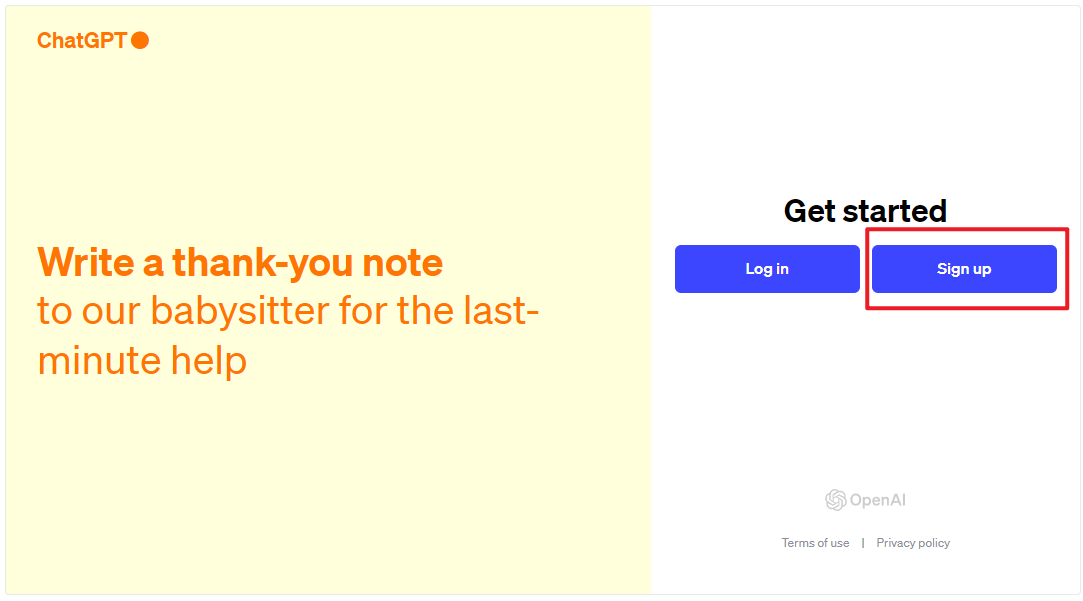 ChatGPT
Write a thank-you note
to our babysitter for the last-
minute help
Get started
Log in
Sign up
OpenAI
Terms of use | Privacy policy